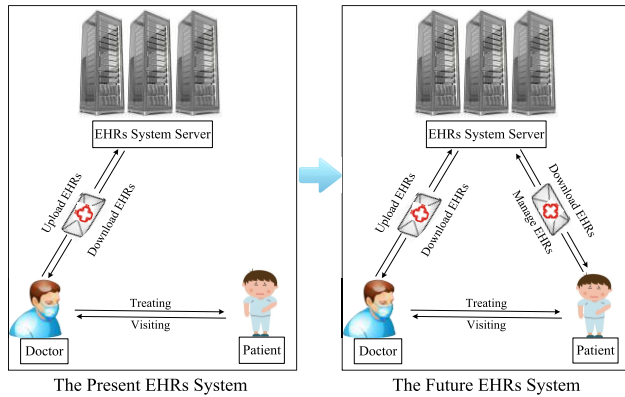 EHRs System Server
Upload EHRs
Download EHRs
Treating
Visiting
Doctor
Patient
The Present EHRs System
EHRs System Server
Upload EHRs
Download EHRs
Download EHRs
Manage EHRs
Treating
Visiting
Doctor
Patient
The Future EHRs System